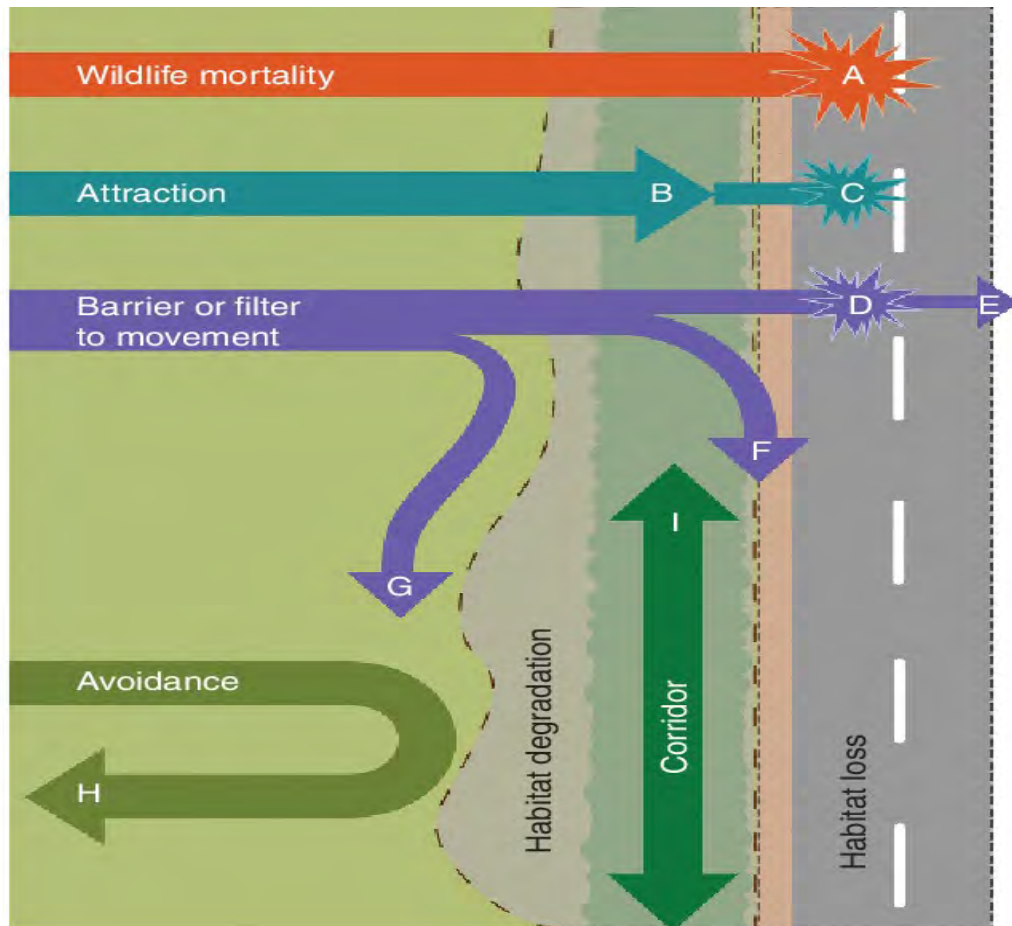 Wildlife mortality
A
Attraction
B
C
Barrier or filter
to movement
D
E
F
G
I
Avoidance
H
Habitat degradation
Corridor
Habitat loss